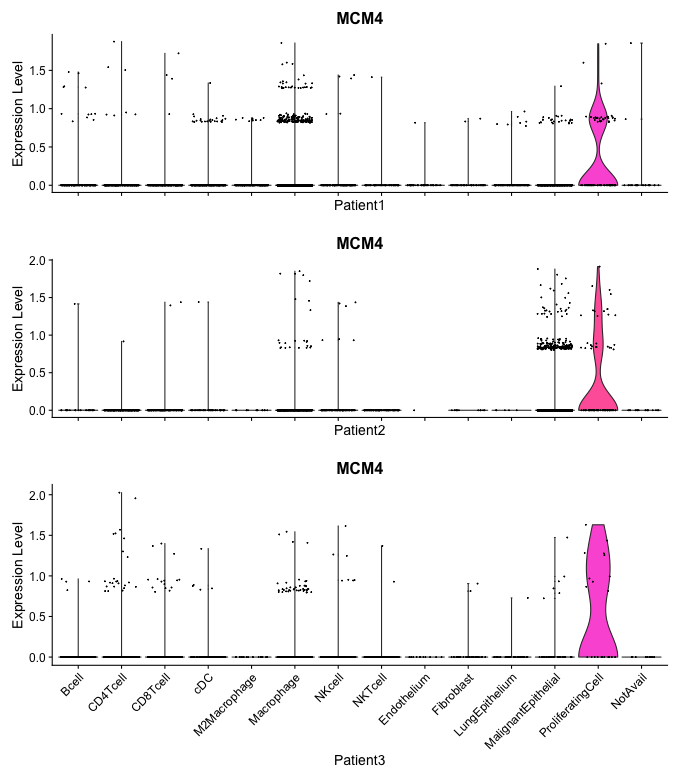 MCM4
Expression Level
1.5
1.0
0.5
0.0
Patient1
MCM4
Expression Level
2.0
1.5
1.0
0.5
0.0
Patient2
MCM4
Expression Level
2.0
1.5
1.0
0.5
0.0
Bcell
CD4Tcell
CD8Tcell
cDC
M2Macrophage
Macrophage
NKcell
NKTcell
Endothelium
Fibroblast
LungEpithelium
MalignantEpithelial
ProliferatingCell
NotAvail
Patient3